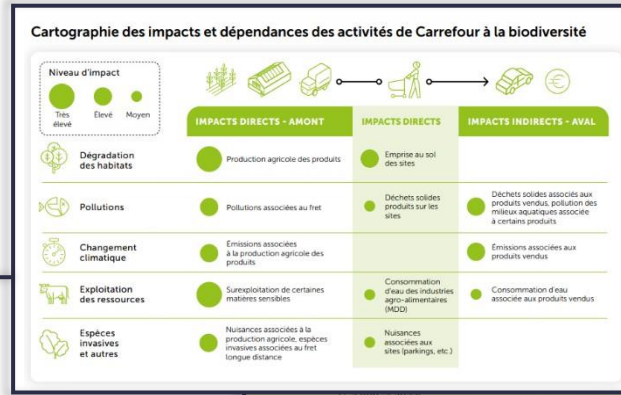 Cartographie des impacts et dépendances des activités de Carrefour à la biodiversité
Niveau d'impact
Très
élevé
Élevé
Moyen
IMPACTS DIRECTS - AMONT
IMPACTS DIRECTS
IMPACTS INDIRECTS - AVAL
Dégradation
des habitats
Production agricole des produits
Emprise au sol
des sites
Pollutions
Pollutions associées au fret
Déchets solides
produits sur les
sites
Déchets solides associés aux
produits vendus, pollution des
milieux aquatiques associée
à certains produits
Changement
climatique
Émissions associées
à la production agricole des
produits
Émissions associées aux
produits vendus
Exploitation
des ressources
Surexploitation de certaines
matières sensibles
Consommation
d'eau des industries
agro-alimentaires
(MDD)
Consommation d'eau
associée aux produits vendus
Espèces
invasives
et autres
Nuisances associées à la
production agricole, espèces
invasives associées au fret
longue distance
Nuisances
associées aux
sites (parkings, etc.)